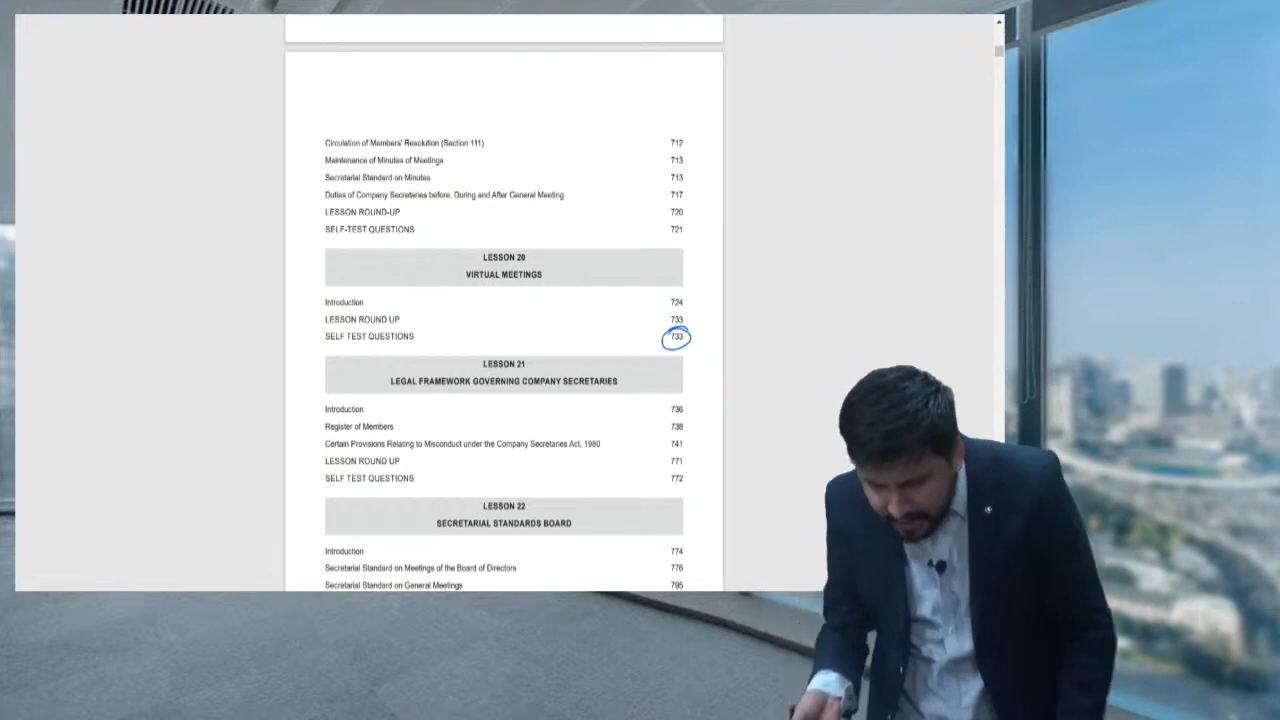 Circulation of Members' Resolution (Section 111) 712
Maintenance of Minutes of Meetings 713
Secretarial Standard on Minutes 713
Duties of Company Secretaries before, During and After General Meeting 717
LESSON ROUND-UP 720
SELF-TEST QUESTIONS 721
LESSON 20
VIRTUAL MEETINGS
Introduction 724
LESSON ROUND UP 733
SELF TEST QUESTIONS 733
LESSON 21
LEGAL FRAMEWORK GOVERNING COMPANY SECRETARIES
Introduction 736
Register of Members 738
Certain Provisions Relating to Misconduct under the Company Secretaries Act, 1980 741
LESSON ROUND UP 771
SELF TEST QUESTIONS 772
LESSON 22
SECRETARIAL STANDARDS BOARD
Introduction 774
Secretarial Standard on Meetings of the Board of Directors 776
Secretarial Standard on General Meetings 795